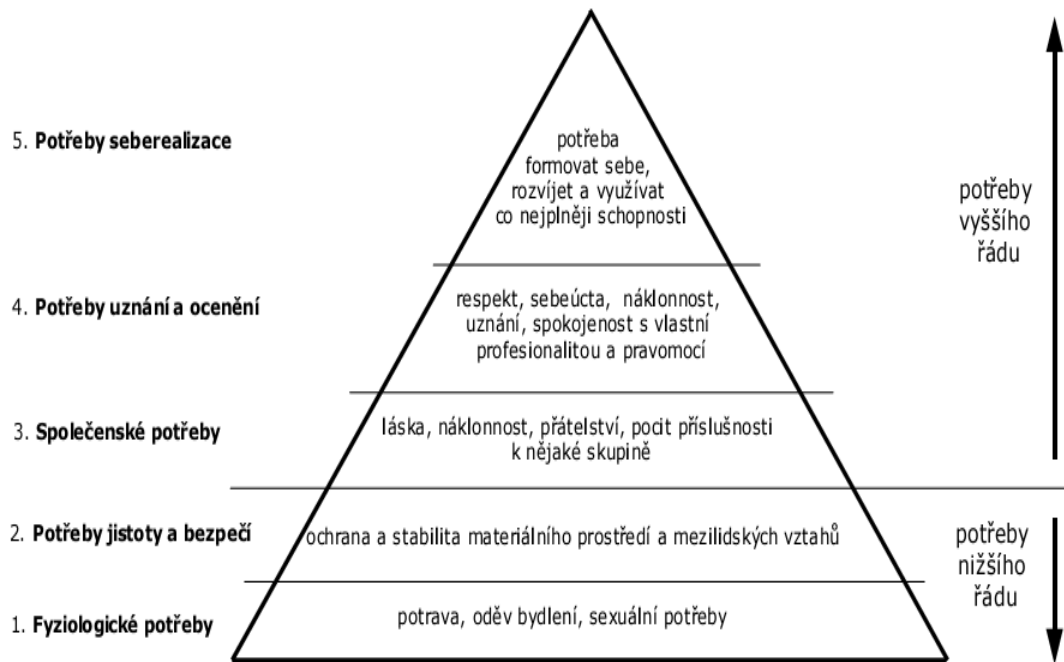 5. Potřeby seberealizace
potřeba
formovat sebe,
rozvíjet a využívat
co nejplněji schopnosti
potřeby
vyššího
řádu
4. Potřeby uznání a ocenění
respekt, sebeúcta, náklonnost,
uznání, spokojenost s vlastní
profesionalitou a pravomocí
3. Společenské potřeby
láska, náklonnost, přátelství, pocit příslušnosti
k nějaké skupině
2. Potřeby jistoty a bezpečí
ochrana a stabilita materiálního prostředí a mezilidských vztahů
potřeby
nižšího
řádu
1. Fyziologické potřeby
potrava, oděv bydlení, sexuální potřeby